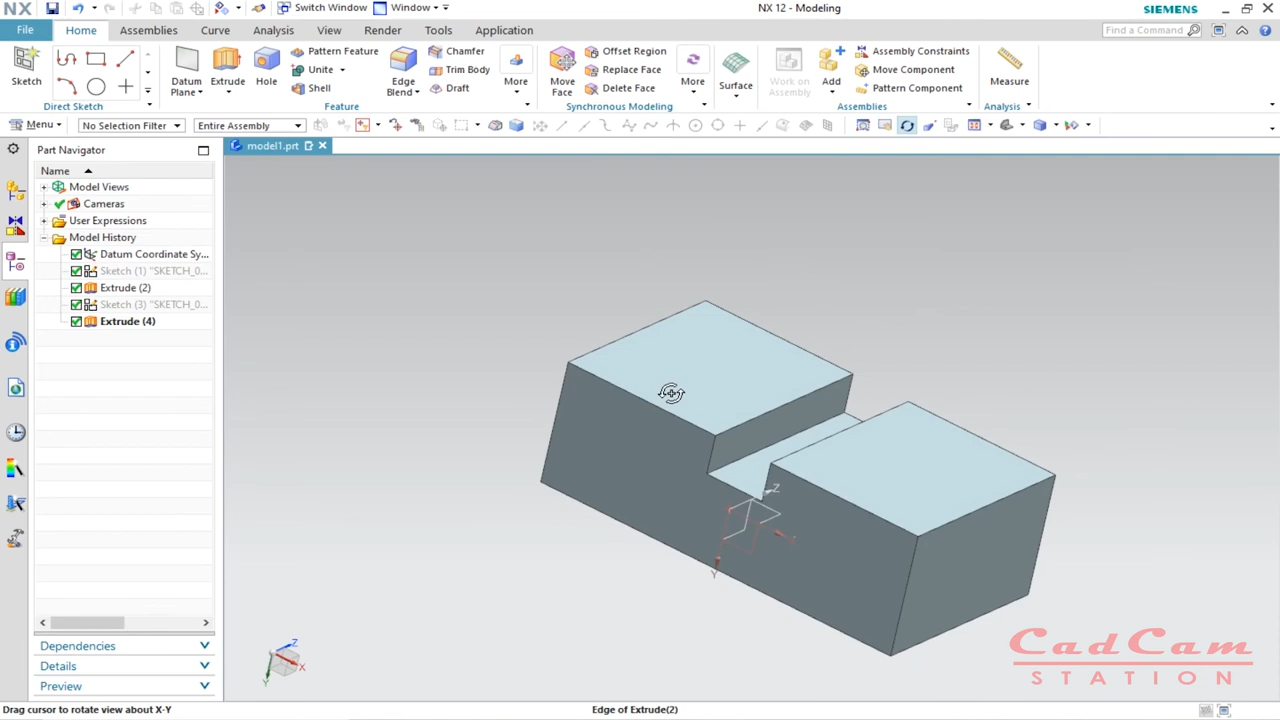 NX
Switch Window
Window
NX 12 - Modeling
SIEMENS
File
Home
Assemblies
Curve
Analysis
View
Render
Tools
Application
Find a Command
Sketch
Direct Sketch
Datum Plane
Extrude
Hole
Pattern Feature
Unite
Shell
Edge Blend
Chamfer
Trim Body
Draft
More
Feature
Move Face
Offset Region
Replace Face
Delete Face
More
Synchronous Modeling
Surface
Work on Assembly
Add
Assembly Constraints
Move Component
Pattern Component
Assemblies
Measure
Analysis
Menu
No Selection Filter
Entire Assembly
Part Navigator
model1.prt
Name
Model Views
Cameras
User Expressions
Model History
Datum Coordinate Sy...
Sketch (1) "SKETCH_0...
Extrude (2)
Sketch (3) "SKETCH_0...
Extrude (4)
Z
Y
Dependencies
Details
Preview
Z
X
Y
CadCam
STATION
Drag cursor to rotate view about X-Y
Edge of Extrude(2)